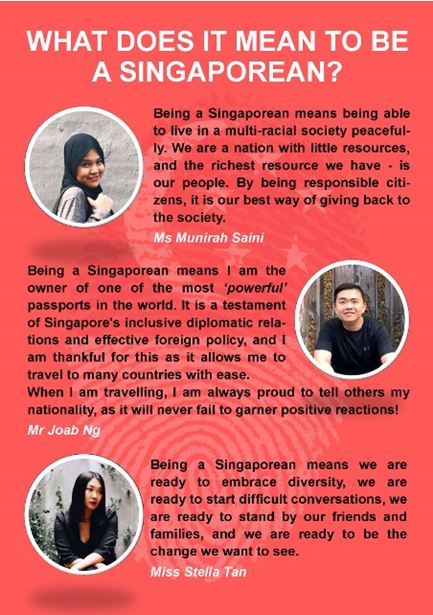 WHAT DOES IT MEAN TO BE
A SINGAPOREAN?
Being a Singaporean means being able
to live in a multi-racial society peaceful-
ly. We are a nation with little resources,
and the richest resource we have - is
our people. By being responsible citi-
zens, it is our best way of giving back to
the society.
Ms Munirah Saini
Being a Singaporean means I am the
owner of one of the most ‘powerful’
passports in the world. It is a testament
of Singapore's inclusive diplomatic rela-
tions and effective foreign policy, and I
am thankful for this as it allows me to
travel to many countries with ease.
When I am travelling, I am always proud to tell others my
nationality, as it will never fail to garner positive reactions!
Mr Joab Ng
Being a Singaporean means we are
ready to embrace diversity, we are
ready to start difficult conversations, we
are ready to stand by our friends and
families, and we are ready to be the
change we want to see.
Miss Stella Tan